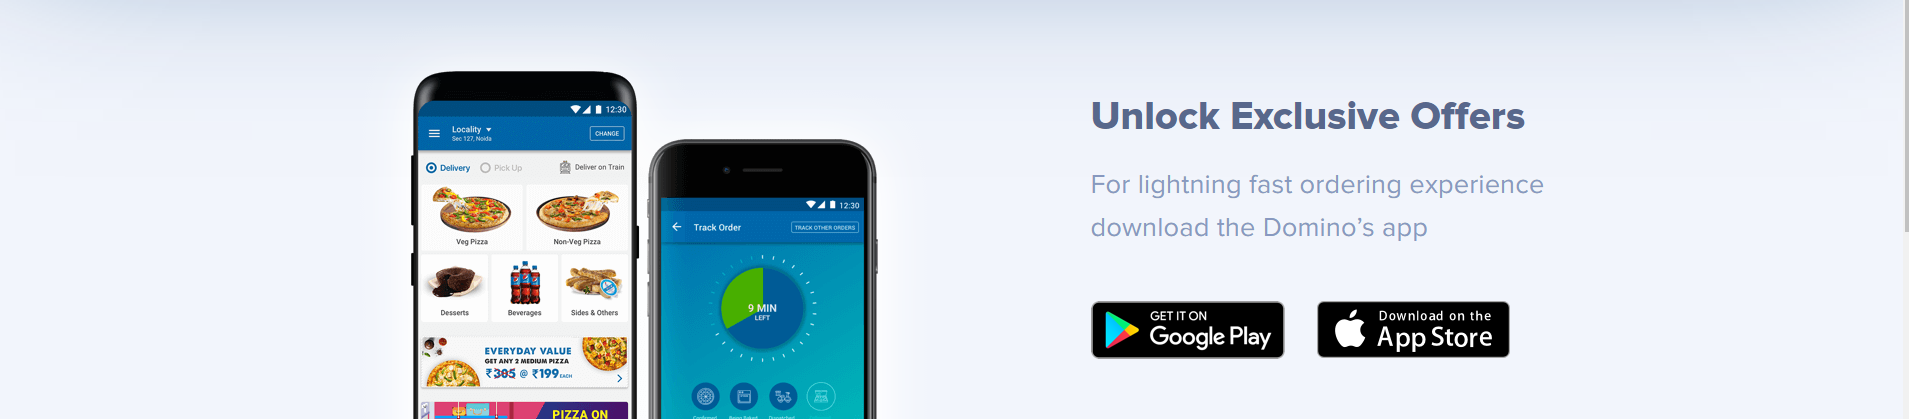 12:30
Locality
Sec 127, Noida
CHANGE
Delivery
Pick Up
Deliver on Train
Veg Pizza
Non-Veg Pizza
Desserts
Beverages
Sides & Others
EVERYDAY VALUE
GET ANY 2 MEDIUM PIZZA
₹305 @ ₹199 EACH
PIZZA ON
12:30
Track Order
TRACK OTHER ORDERS
9 MIN
LEFT
Unlock Exclusive Offers
For lightning fast ordering experience
download the Domino’s app
GET IT ON
Google Play
Download on the
App Store